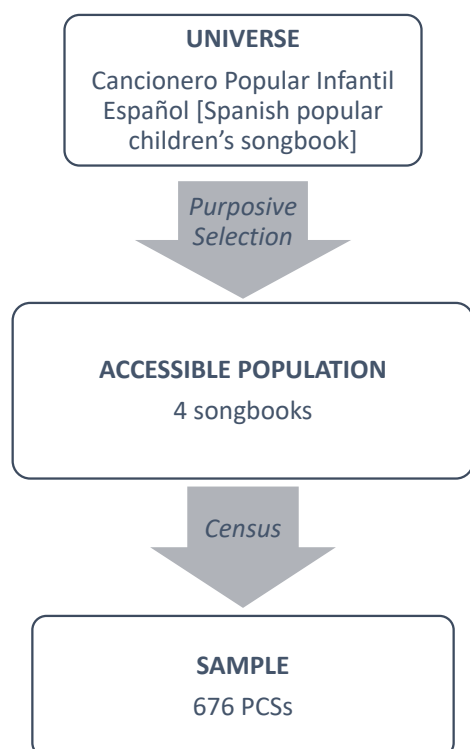 UNIVERSE
Cancionero Popular Infantil
Español [Spanish popular
children's songbook]
Purposive
Selection
ACCESSIBLE POPULATION
4 songbooks
Census
SAMPLE
676 PCSs